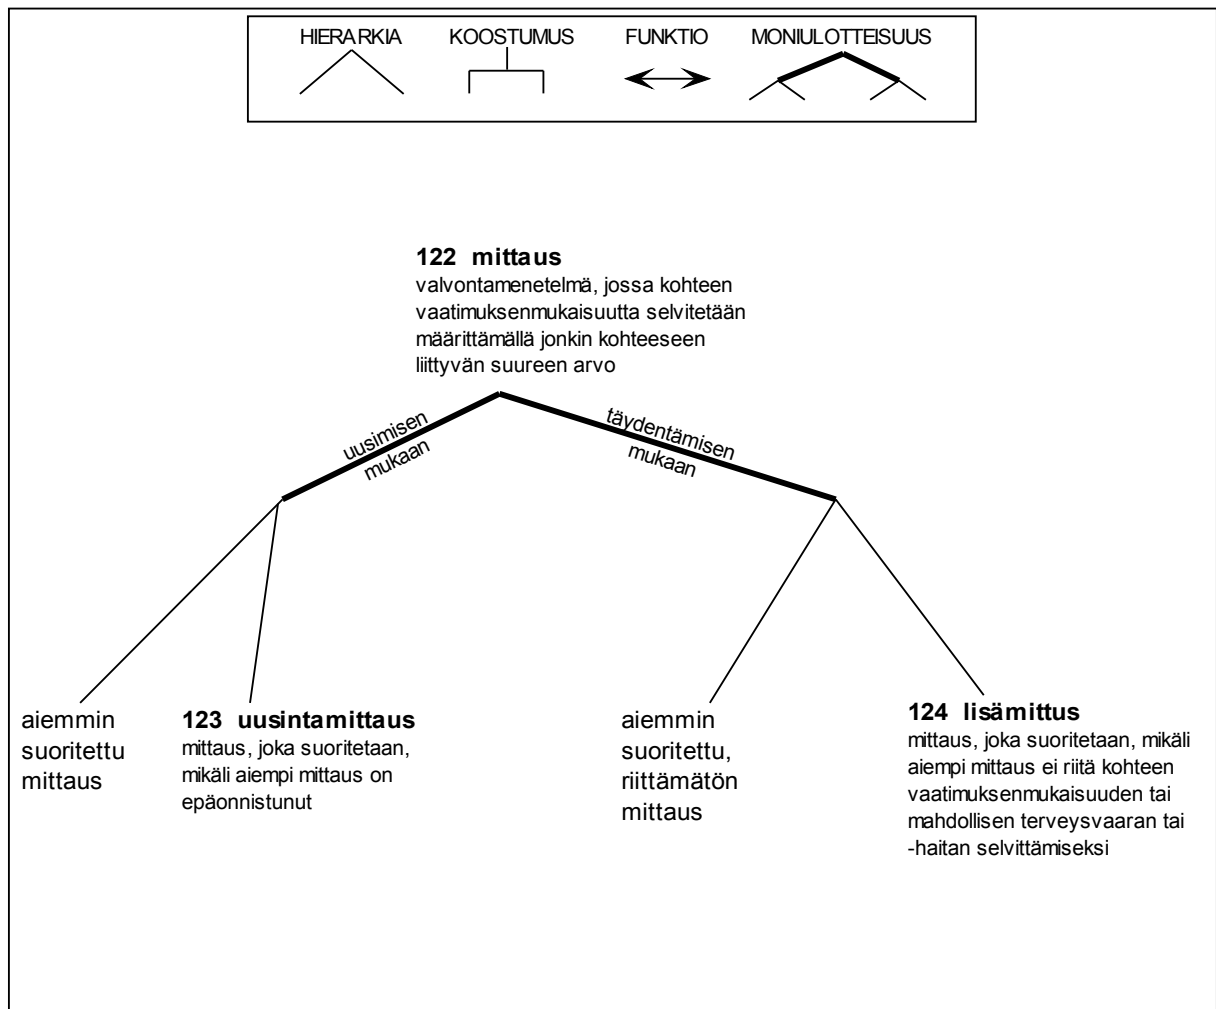 HIERARKIA KOOSTUMUS FUNKTIO MONIULOTTEISUUS
122 mittaus
valvontamenetelmä, jossa kohteen
vaatimuksenmukaisuutta selvitetään
määrittämällä jonkin kohteeseen
liittyvän suureen arvo
uusimisen
mukaan
täydentämisen
mukaan
aiemmin
suoritettu
mittaus
123 uusintamittaus
mittaus, joka suoritetaan,
mikäli aiempi mittaus on
epäonnistunut
aiemmin
suoritettu,
riittämätön
mittaus
124 lisämittus
mittaus, joka suoritetaan, mikäli
aiempi mittaus ei riitä kohteen
vaatimuksenmukaisuuden tai
mahdollisen terveysvaaran tai
-haitan selvittämiseksi